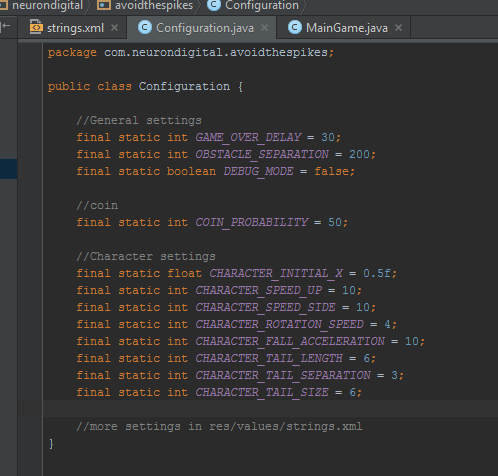 neurondigital avoidthespikes Configuration
strings.xml Configuration.java MainGame.java
package com.neurondigital.avoidthespikes;
public class Configuration {
//General settings
final static int GAME_OVER_DELAY = 30;
final static int OBSTACLE_SEPARATION = 200;
final static boolean DEBUG_MODE = false;
//coin
final static int COIN_PROBABILITY = 50;
//Character settings
final static float CHARACTER_INITIAL_X = 0.5f;
final static int CHARACTER_SPEED_UP = 10;
final static int CHARACTER_SPEED_SIDE = 10;
final static int CHARACTER_ROTATION_SPEED = 4;
final static int CHARACTER_FALL_ACCELERATION = 10;
final static int CHARACTER_TAIL_LENGTH = 6;
final static int CHARACTER_TAIL_SEPARATION = 3;
final static int CHARACTER_TAIL_SIZE = 6;
//more settings in res/values/strings.xml
}